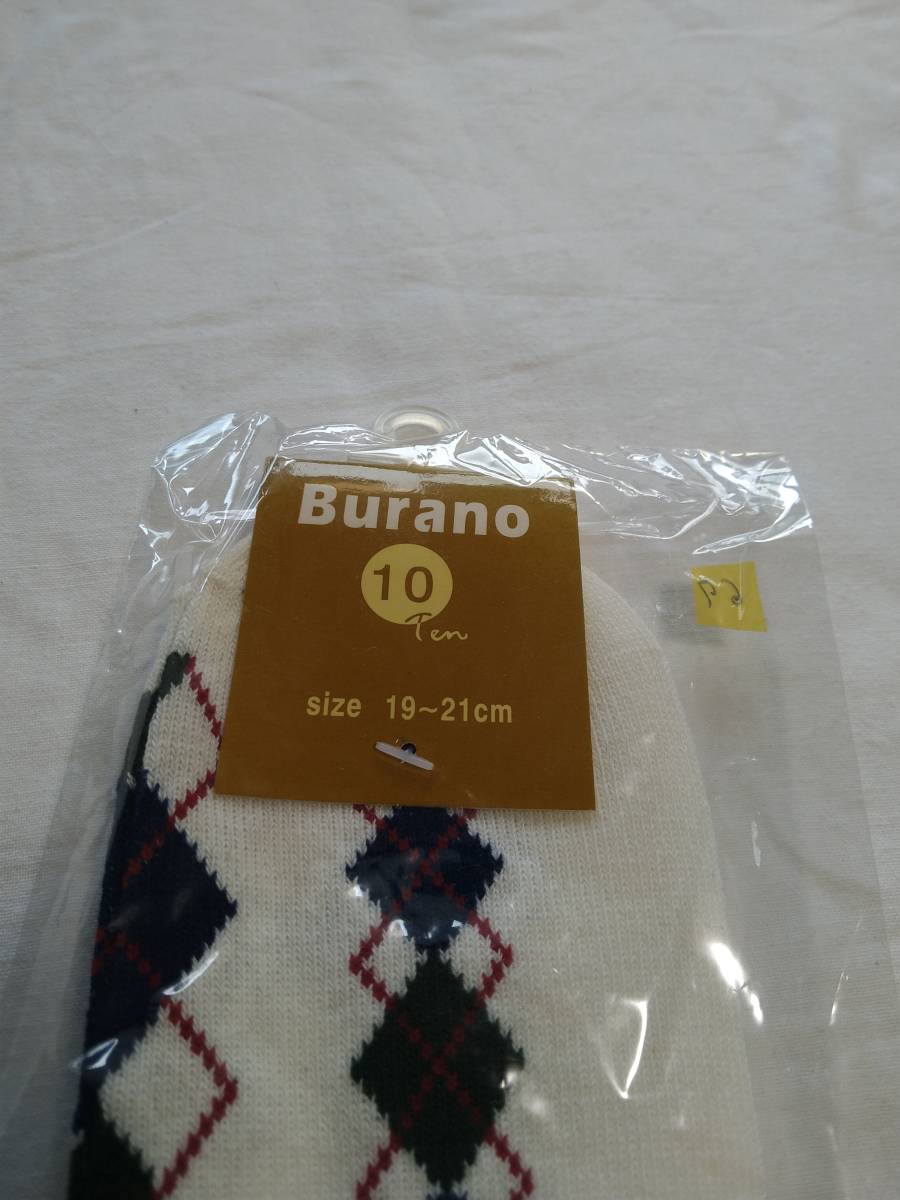 Burano
10
Ten
size 19~21cm